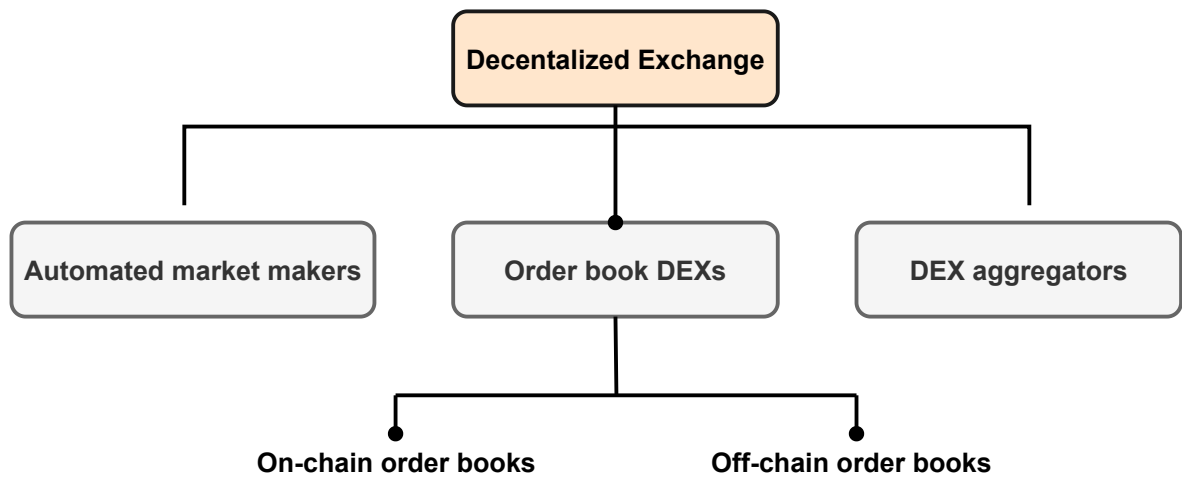 Decentalized Exchange
Automated market makers
Order book DEXs
DEX aggregators
On-chain order books
Off-chain order books